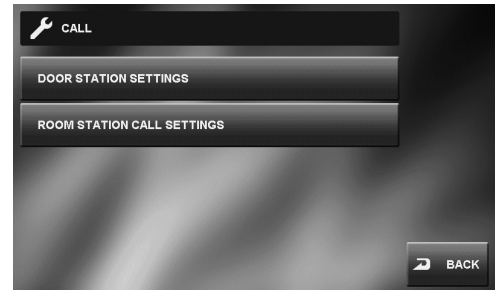 CALL
DOOR STATION SETTINGS
ROOM STATION CALL SETTINGS
BACK